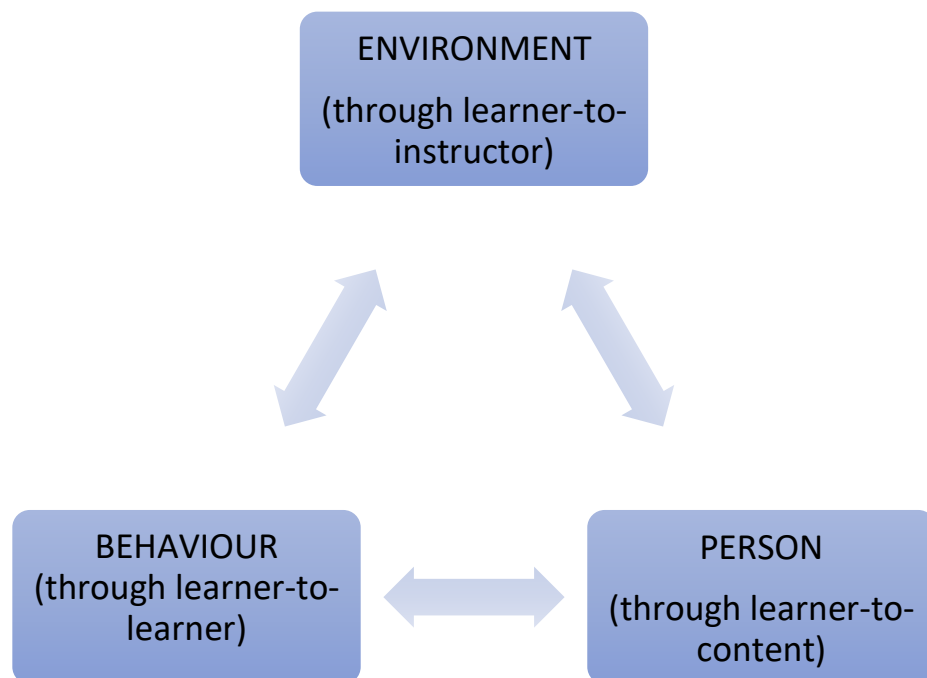 ENVIRONMENT
(through learner-to-
instructor)
BEHAVIOUR
(through learner-to-
learner)
PERSON
(through learner-to-
content)